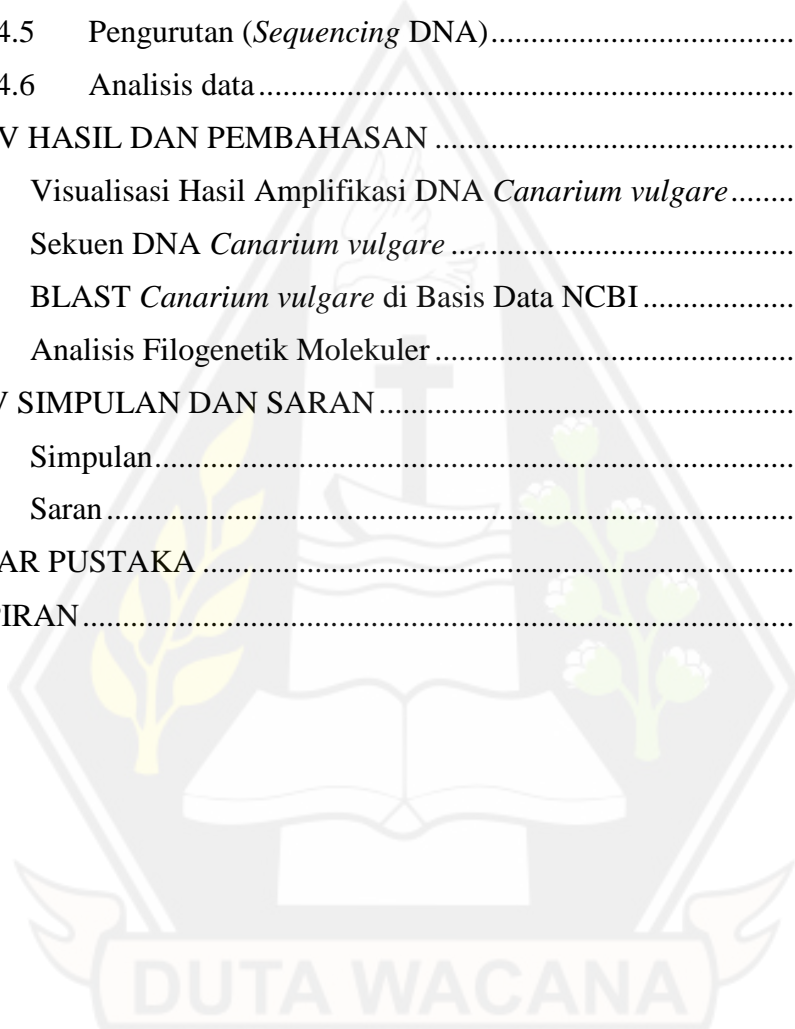 4.5 Pengurutan (Sequencing DNA)........................................
4.6 Analisis data........................................
V HASIL DAN PEMBAHASAN........................................
Visualisasi Hasil Amplifikasi DNA Canarium vulgare........
Sekuen DNA Canarium vulgare........................................
BLAST Canarium vulgare di Basis Data NCBI...................
Analisis Filogenetik Molekuler........................................
V SIMPULAN DAN SARAN........................................
Simpulan........................................
Saran........................................
AR PUSTAKA........................................
PIRAN........................................
DUTA WACANA